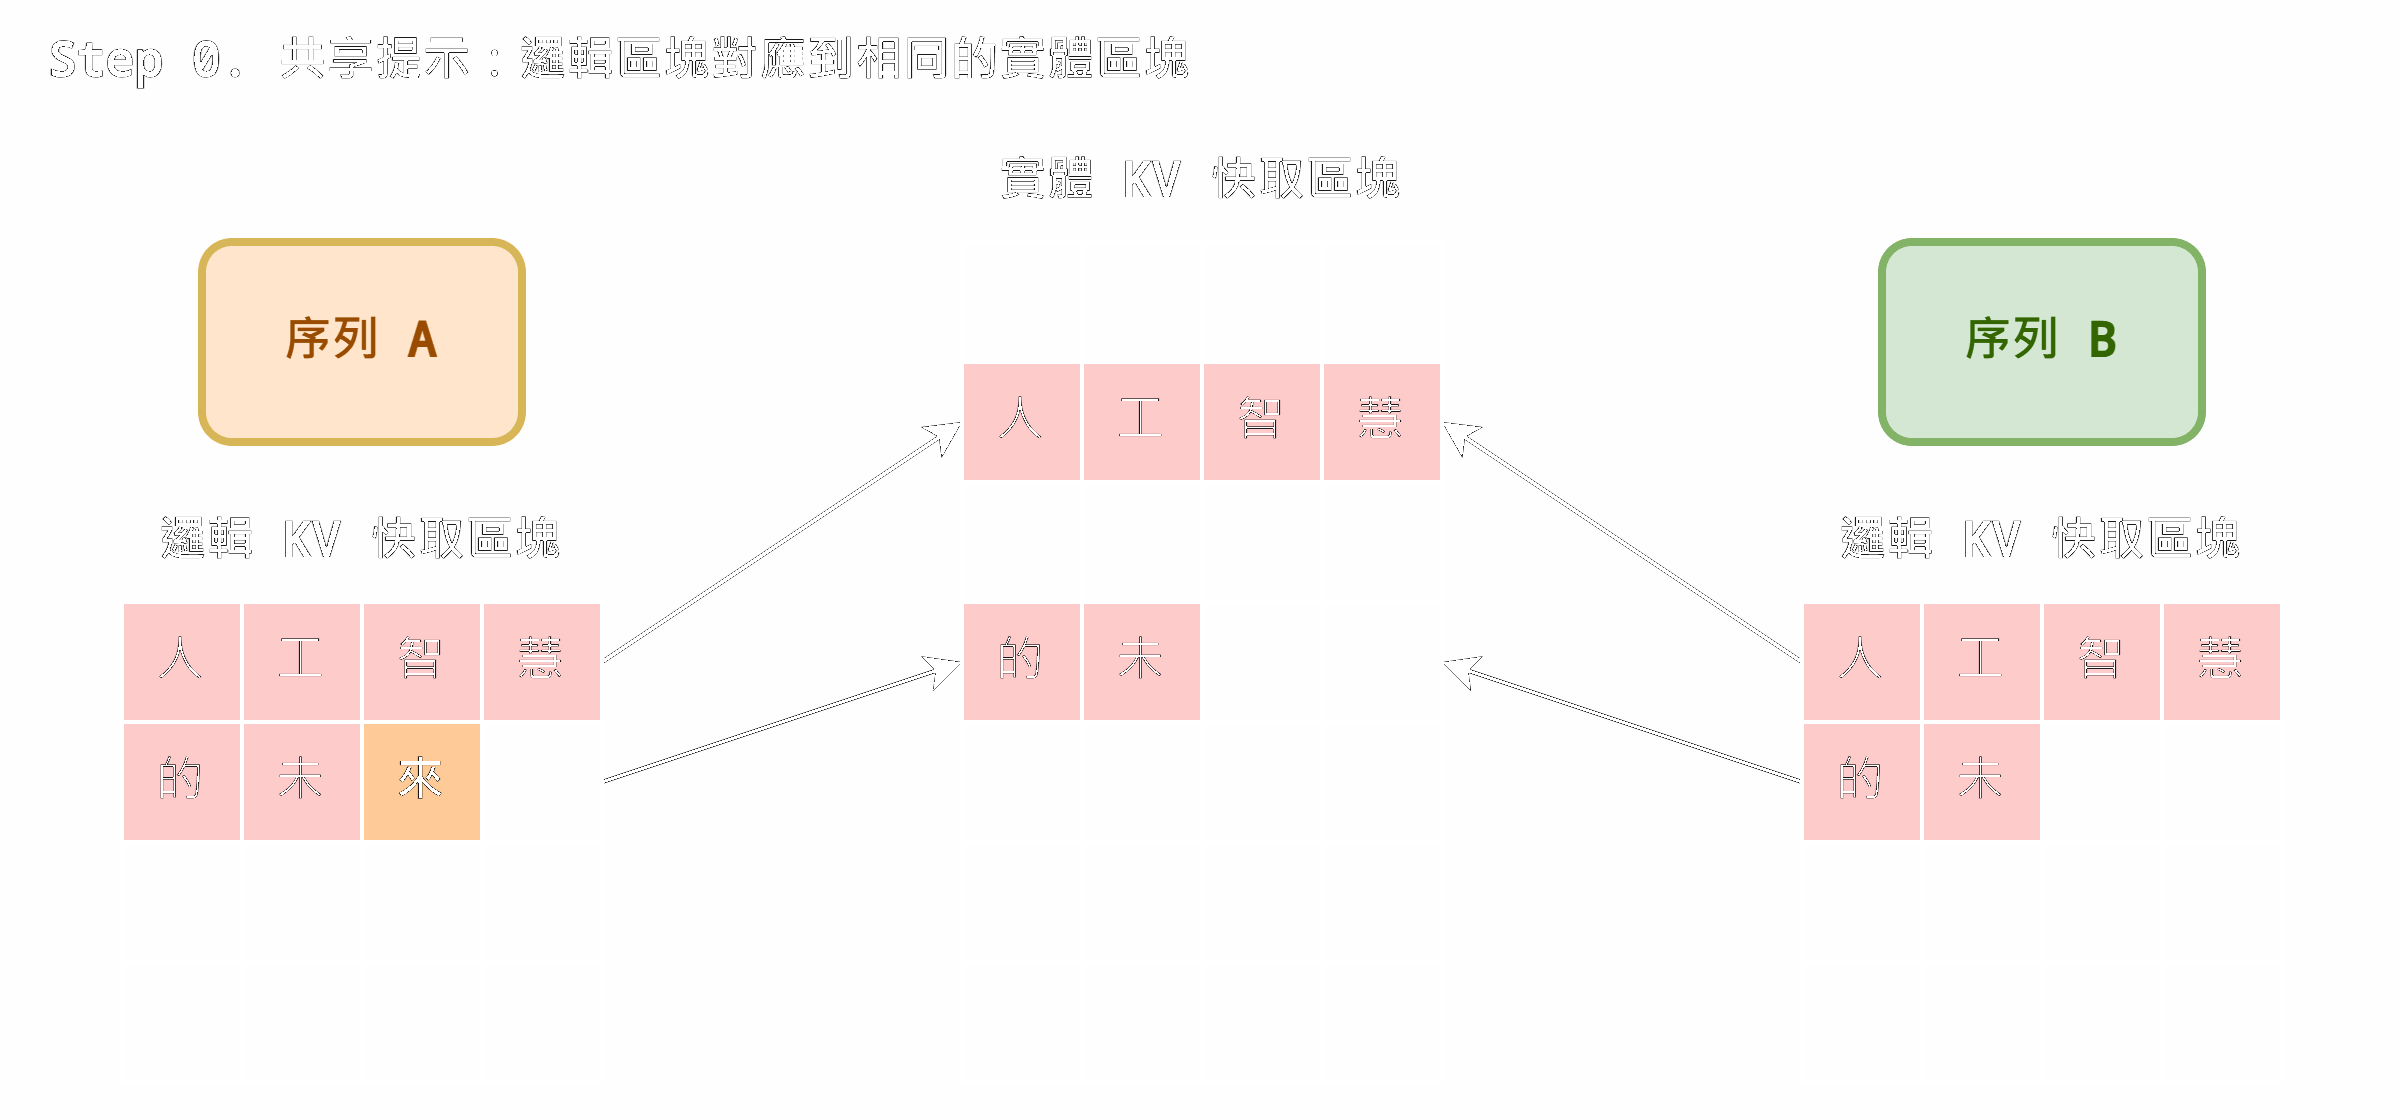 Step 0. 共享提示：邏輯區塊對應到相同的實體區塊
實體 KV 快取區塊
序列 A
序列 B
人 工 智 慧
的 未
邏輯 KV 快取區塊
人 工 智 慧
的 未 來
邏輯 KV 快取區塊
人 工 智 慧
的 未